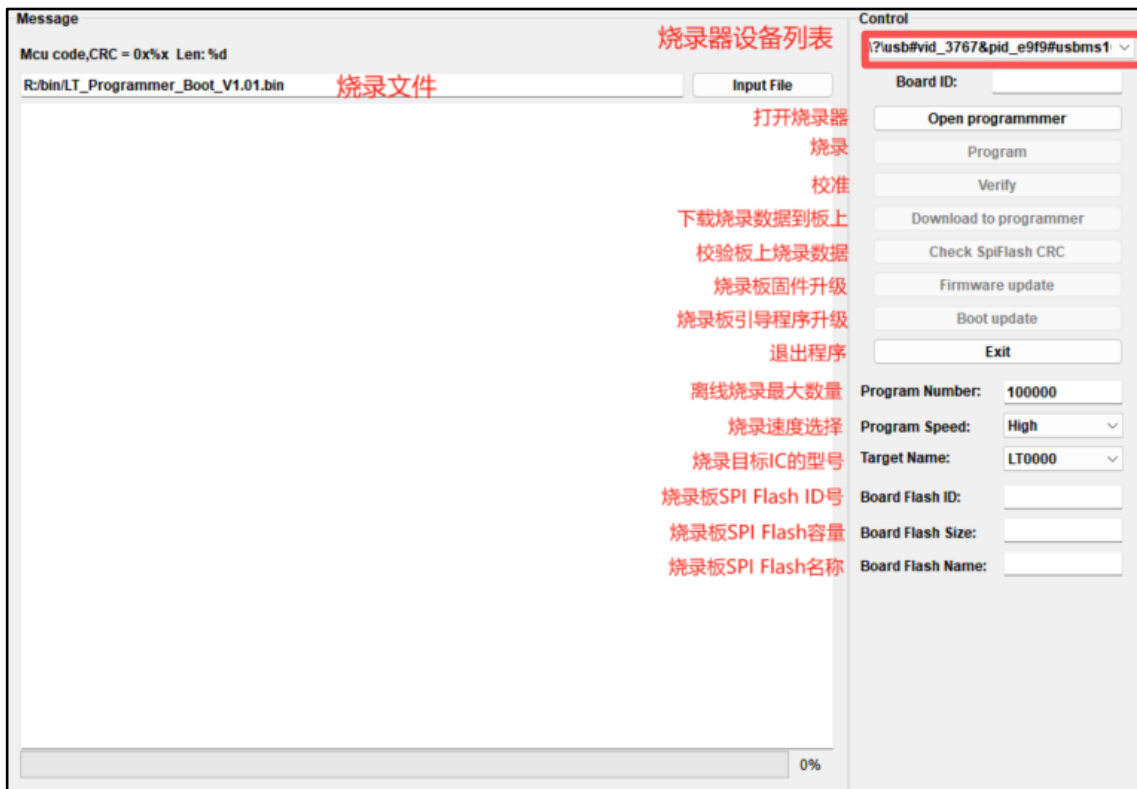 Message
Control
烧录器设备列表
Mcu code,CRC = 0x%x Len: %d
\?\usb#vid_3767&pid_e9f9#usbms1
R:/bin/LT_Programmer_Boot_V1.01.bin
烧录文件
Input File
Board ID:
打开烧录器
Open programmmer
烧录
Program
校准
Verify
下载烧录数据到板上
Download to programmer
校验板上烧录数据
Check SpiFlash CRC
烧录板固件升级
Firmware update
烧录板引导程序升级
Boot update
退出程序
Exit
离线烧录最大数量
Program Number:
100000
烧录速度选择
Program Speed:
High
烧录目标IC的型号
Target Name:
LT0000
烧录板SPI Flash ID号
Board Flash ID:
烧录板SPI Flash容量
Board Flash Size:
烧录板SPI Flash名称
Board Flash Name:
0%